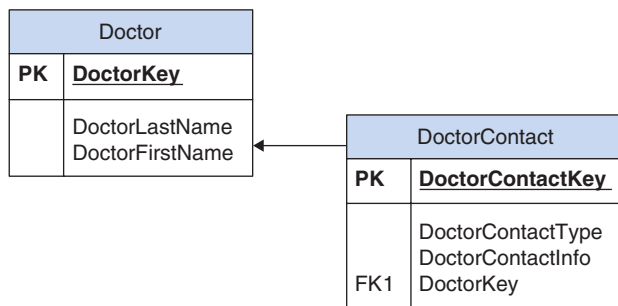 Doctor
PK DoctorKey
DoctorLastName
DoctorFirstName
DoctorContact
PK DoctorContactKey
DoctorContactType
DoctorContactInfo
FK1 DoctorKey